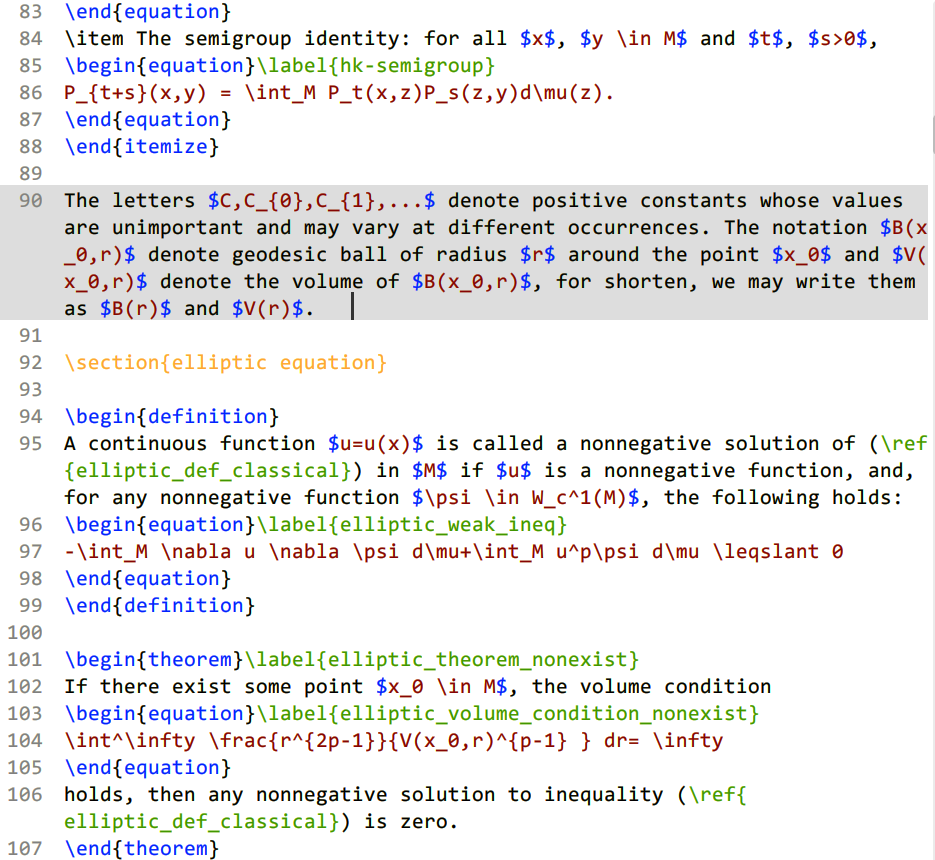 83 \end{equation}
84 \item The semigroup identity: for all $x$, $y \in M$ and $t$, $s>0$,
85 \begin{equation}\label{hk-semigroup}
86 P_{t+s}(x,y) = \int_M P_t(x,z)P_s(z,y)d\mu(z).
87 \end{equation}
88 \end{itemize}
89
90 The letters $C,C_{0},C_{1},...$ denote positive constants whose values
are unimportant and may vary at different occurrences. The notation $B(x
_0,r)$ denote geodesic ball of radius $r$ around the point $x_0$ and $V(
x_0,r)$ denote the volume of $B(x_0,r)$, for shorten, we may write them
as $B(r)$ and $V(r)$.
91
92 \section{elliptic equation}
93
94 \begin{definition}
95 A continuous function $u=u(x)$ is called a nonnegative solution of (\ref
{elliptic_def_classical}) in $M$ if $u$ is a nonnegative function, and,
for any nonnegative function $\psi \in W_c^1(M)$, the following holds:
96 \begin{equation}\label{elliptic_weak_ineq}
97 -\int_M \nabla u \nabla \psi d\mu+\int_M u^p\psi d\mu \leqslant 0
98 \end{equation}
99 \end{definition}
100
101 \begin{theorem}\label{elliptic_theorem_nonexist}
102 If there exist some point $x_0 \in M$, the volume condition
103 \begin{equation}\label{elliptic_volume_condition_nonexist}
104 \int^\infty \frac{r^{2p-1}}{V(x_0,r)^{p-1} } dr= \infty
105 \end{equation}
106 holds, then any nonnegative solution to inequality (\ref{
elliptic_def_classical}) is zero.
107 \end{theorem}